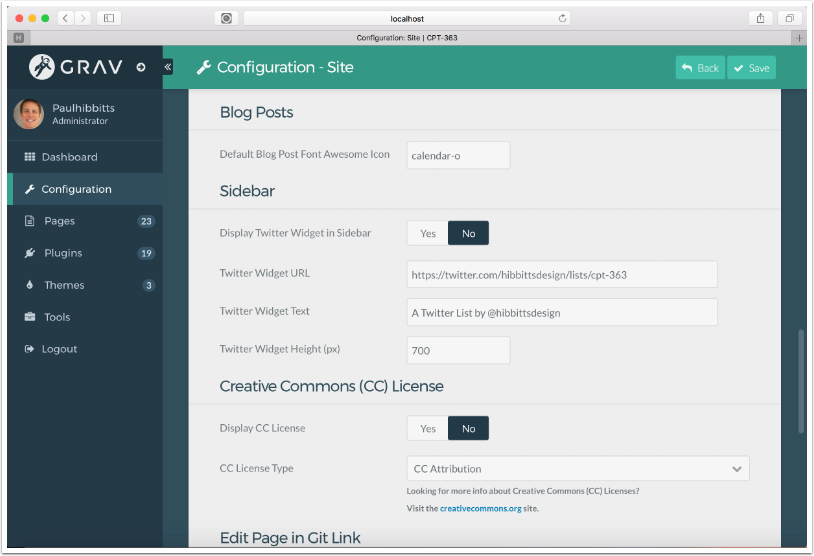 localhost
H
Configuration: Site | CPT-363
GRAV
Configuration - Site
Back
Save
Paulhibbitts
Administrator
Dashboard
Configuration
Pages 23
Plugins 19
Themes 3
Tools
Logout
Blog Posts
Default Blog Post Font Awesome Icon calendar-o
Sidebar
Display Twitter Widget in Sidebar Yes No
Twitter Widget URL https://twitter.com/hibbittsdesign/lists/cpt-363
Twitter Widget Text A Twitter List by @hibbittsdesign
Twitter Widget Height (px) 700
Creative Commons (CC) License
Display CC License Yes No
CC License Type CC Attribution
Looking for more info about Creative Commons (CC) Licenses?
Visit the creativecommons.org site.
Edit Page in Git Link